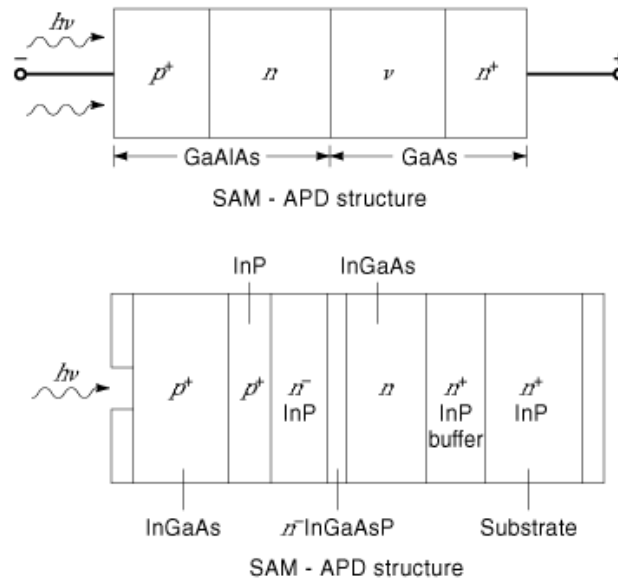 hν
− +
p⁺ n ν n⁺
GaAlAs GaAs
SAM - APD structure
InP InGaAs
hν
p⁺ p⁺ n⁻ n n⁺ n⁺
InP InP InP
buffer
InGaAs n⁻InGaAsP Substrate
SAM - APD structure